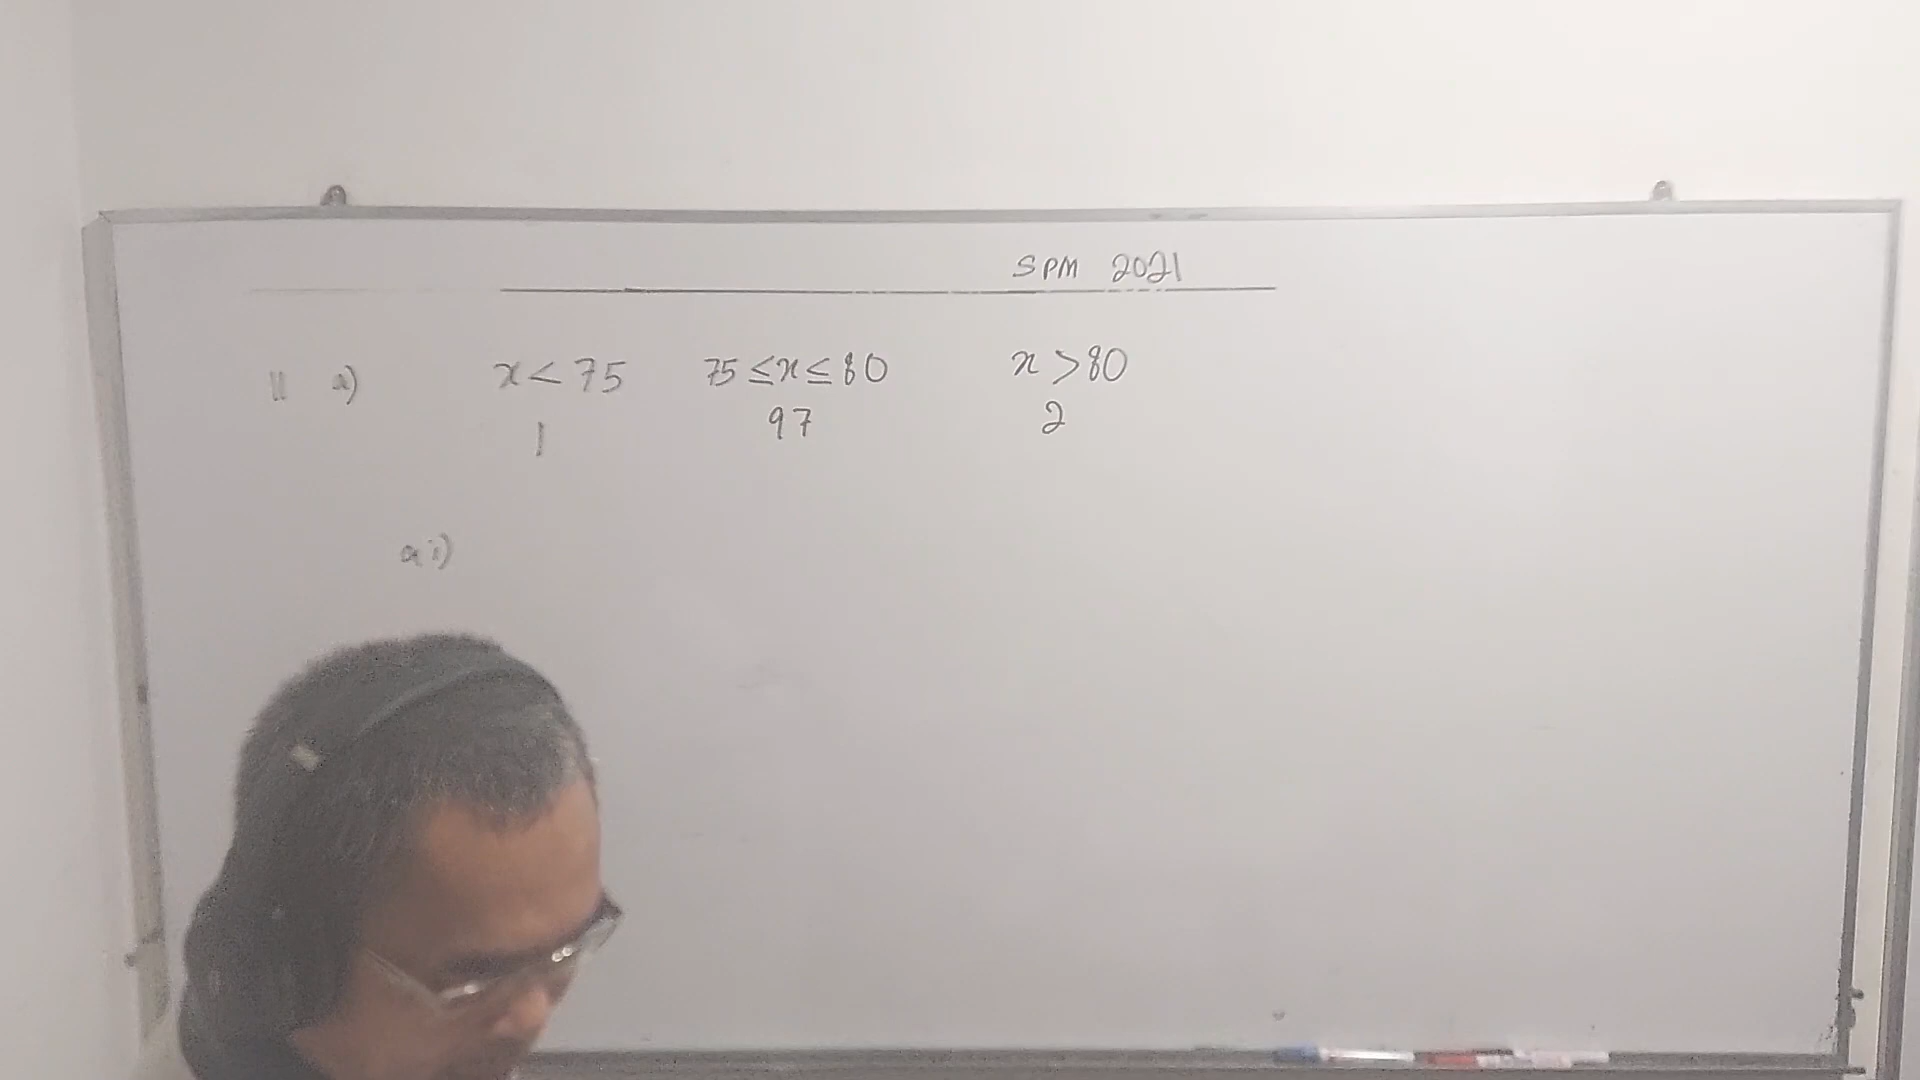 SPM 2021
11 a) x < 75 75 ≤ x ≤ 80 x > 80
1 97 2
a i)